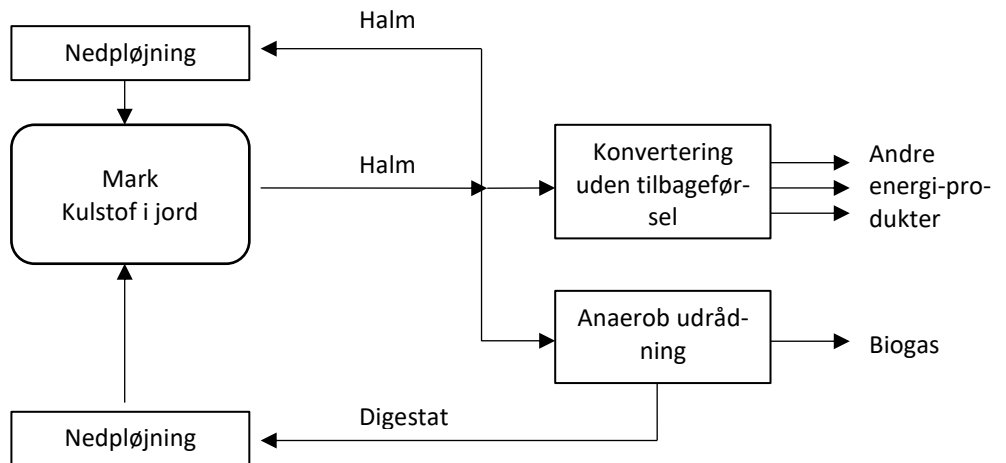 Halm
Nedpløjning
Mark
Kulstof i jord
Halm
Konvertering
uden tilbagefør-
sel
Andre
energi-pro-
dukter
Anaerob udråd-
ning
Biogas
Digestat
Nedpløjning